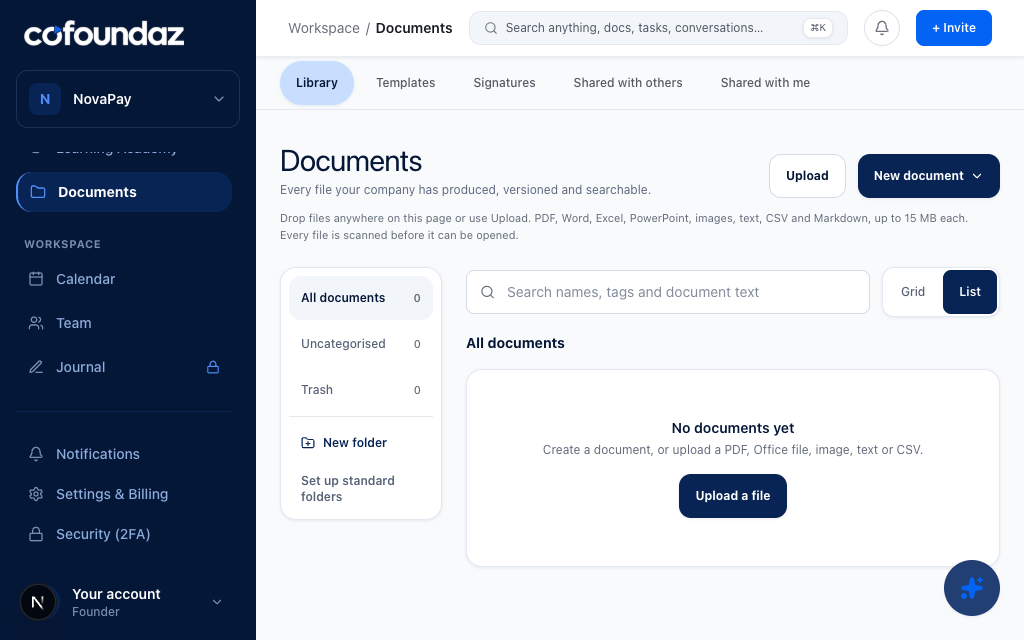 cofoundaz
N
NovaPay
Documents
WORKSPACE
Calendar
Team
Journal
Notifications
Settings & Billing
Security (2FA)
N
Your account
Founder
Workspace / Documents
Search anything, docs, tasks, conversations...
⌘K
+ Invite
Library
Templates
Signatures
Shared with others
Shared with me
Documents
Every file your company has produced, versioned and searchable.
Upload
New document
Drop files anywhere on this page or use Upload. PDF, Word, Excel, PowerPoint, images, text, CSV and Markdown, up to 15 MB each.
Every file is scanned before it can be opened.
All documents 0
Uncategorised 0
Trash 0
New folder
Set up standard
folders
Search names, tags and document text
Grid
List
All documents
No documents yet
Create a document, or upload a PDF, Office file, image, text or CSV.
Upload a file